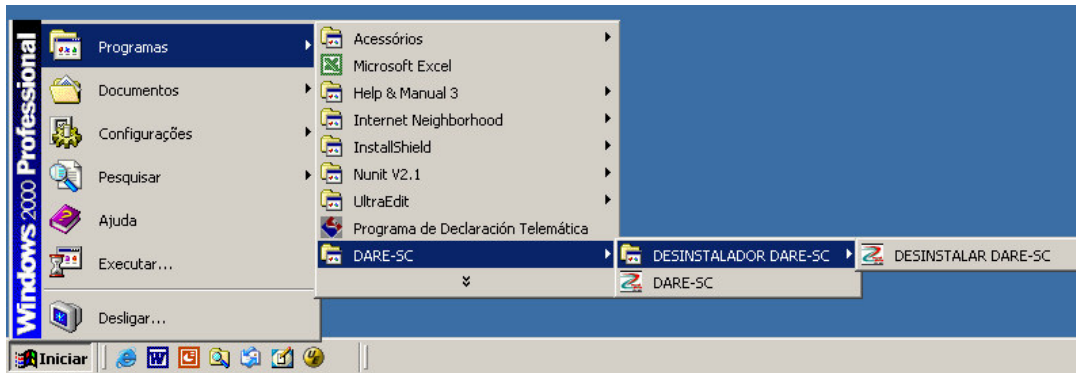 Windows 2000 Professional
Programas
Documentos
Configurações
Pesquisar
Ajuda
Executar...
Desligar...
Acessórios
Microsoft Excel
Help & Manual 3
Internet Neighborhood
InstallShield
Nunit V2.1
UltraEdit
Programa de Declaración Telemática
DARE-SC
DESINSTALADOR DARE-SC
DARE-SC
DESINSTALAR DARE-SC
Iniciar